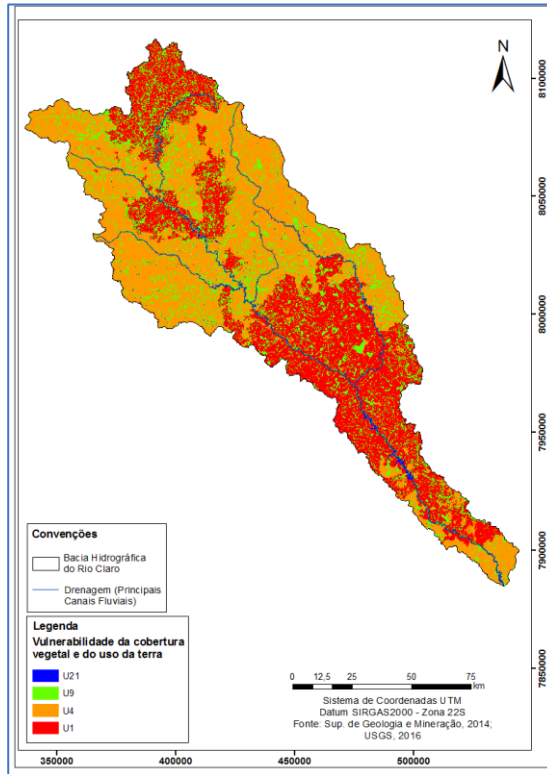 N
8100000
8050000
8000000
7950000
7900000
7850000
Convenções
Bacia Hidrográfica
do Rio Claro
Drenagem (Principais
Canais Fluviais)
Legenda
Vulnerabilidade da cobertura
vegetal e do uso da terra
U21
U9
U4
U1
0 12,5 25 50 75
km
Sistema de Coordenadas UTM
Datum SIRGAS2000 - Zona 22S
Fonte: Sup. de Geologia e Mineração, 2014;
USGS, 2016
350000 400000 450000 500000